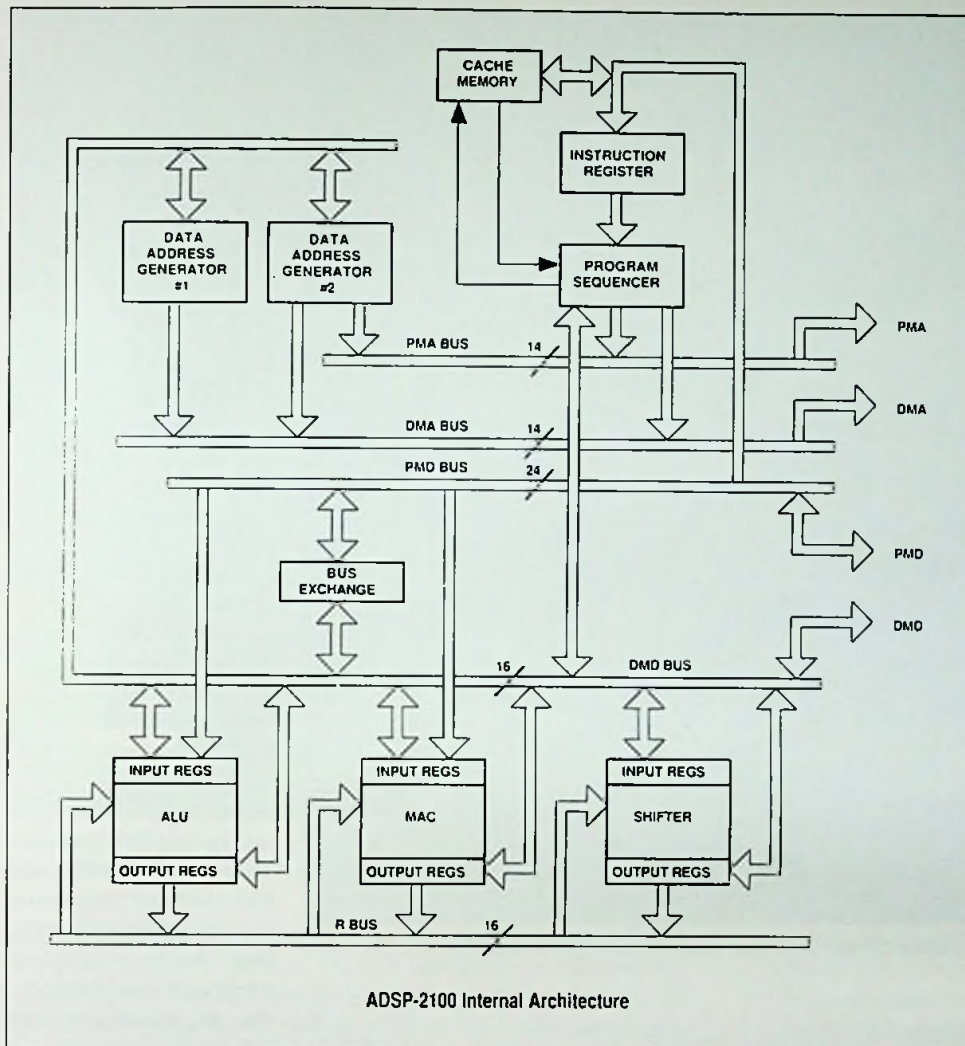 CACHE
MEMORY
INSTRUCTION
REGISTER
DATA
ADDRESS
GENERATOR
#1
DATA
ADDRESS
GENERATOR
#2
PROGRAM
SEQUENCER
PMA BUS
14
PMA
DMA BUS
14
DMA
PMD BUS
24
BUS
EXCHANGE
PMD
DMD
16
DMD BUS
INPUT REGS
ALU
OUTPUT REGS
INPUT REGS
MAC
OUTPUT REGS
INPUT REGS
SHIFTER
OUTPUT REGS
R BUS
16
ADSP-2100 Internal Architecture